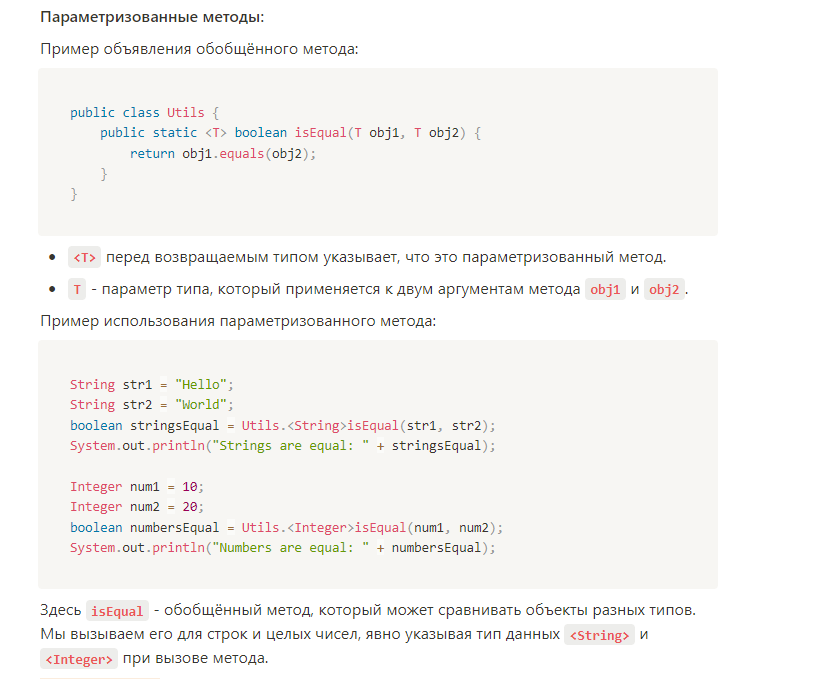 Параметризованные методы:
Пример объявления обобщённого метода:
public class Utils {
    public static <T> boolean isEqual(T obj1, T obj2) {
        return obj1.equals(obj2);
    }
}
• <T> перед возвращаемым типом указывает, что это параметризованный метод.
• T - параметр типа, который применяется к двум аргументам метода obj1 и obj2.
Пример использования параметризованного метода:
String str1 = "Hello";
String str2 = "World";
boolean stringsEqual = Utils.<String>isEqual(str1, str2);
System.out.println("Strings are equal: " + stringsEqual);
Integer num1 = 10;
Integer num2 = 20;
boolean numbersEqual = Utils.<Integer>isEqual(num1, num2);
System.out.println("Numbers are equal: " + numbersEqual);
Здесь isEqual - обобщённый метод, который может сравнивать объекты разных типов.
Мы вызываем его для строк и целых чисел, явно указывая тип данных <String> и
<Integer> при вызове метода.